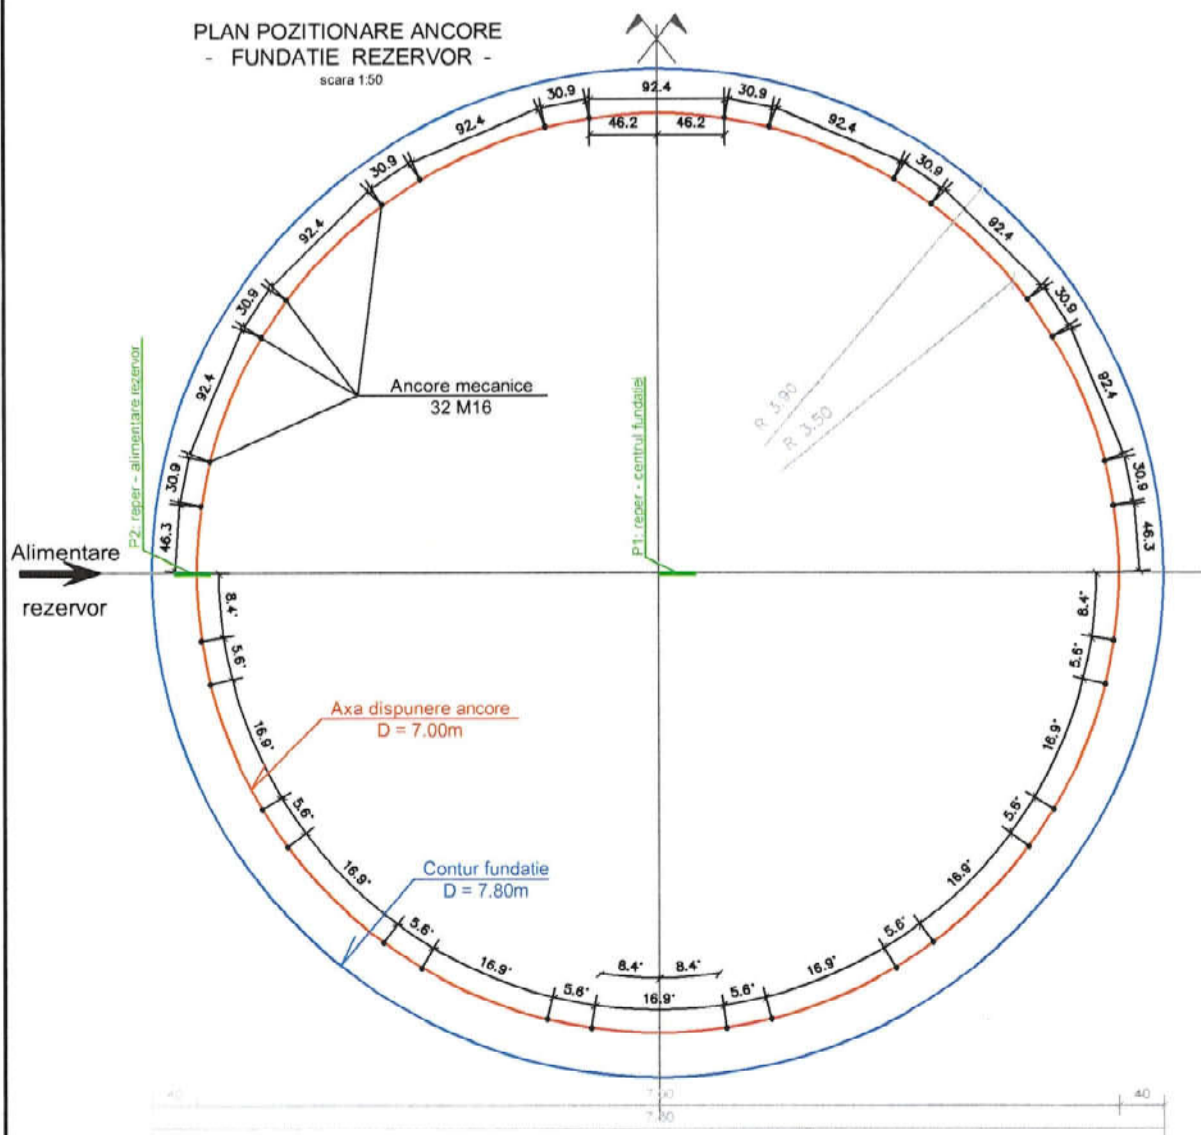 PLAN POZITIONARE ANCORE
- FUNDATIE REZERVOR -
scara 1:50
30.9
92.4
30.9
92.4
46.2
46.2
92.4
30.9
30.9
92.4
92.4
30.9
30.9
92.4
92.4
30.9
30.9
46.3
46.3
R 3.90
R 3.50
Ancore mecanice
32 M16
P2: reper - alimentare rezervor
P1: reper - centrul fundatiei
Alimentare
rezervor
8.4°
8.4°
5.6°
5.6°
16.9°
16.9°
Axa dispunere ancore
D = 7.00m
5.6°
5.6°
16.9°
16.9°
Contur fundatie
D = 7.80m
5.6°
5.6°
16.9°
8.4°
8.4°
16.9°
5.6°
16.9°
5.6°
40
40